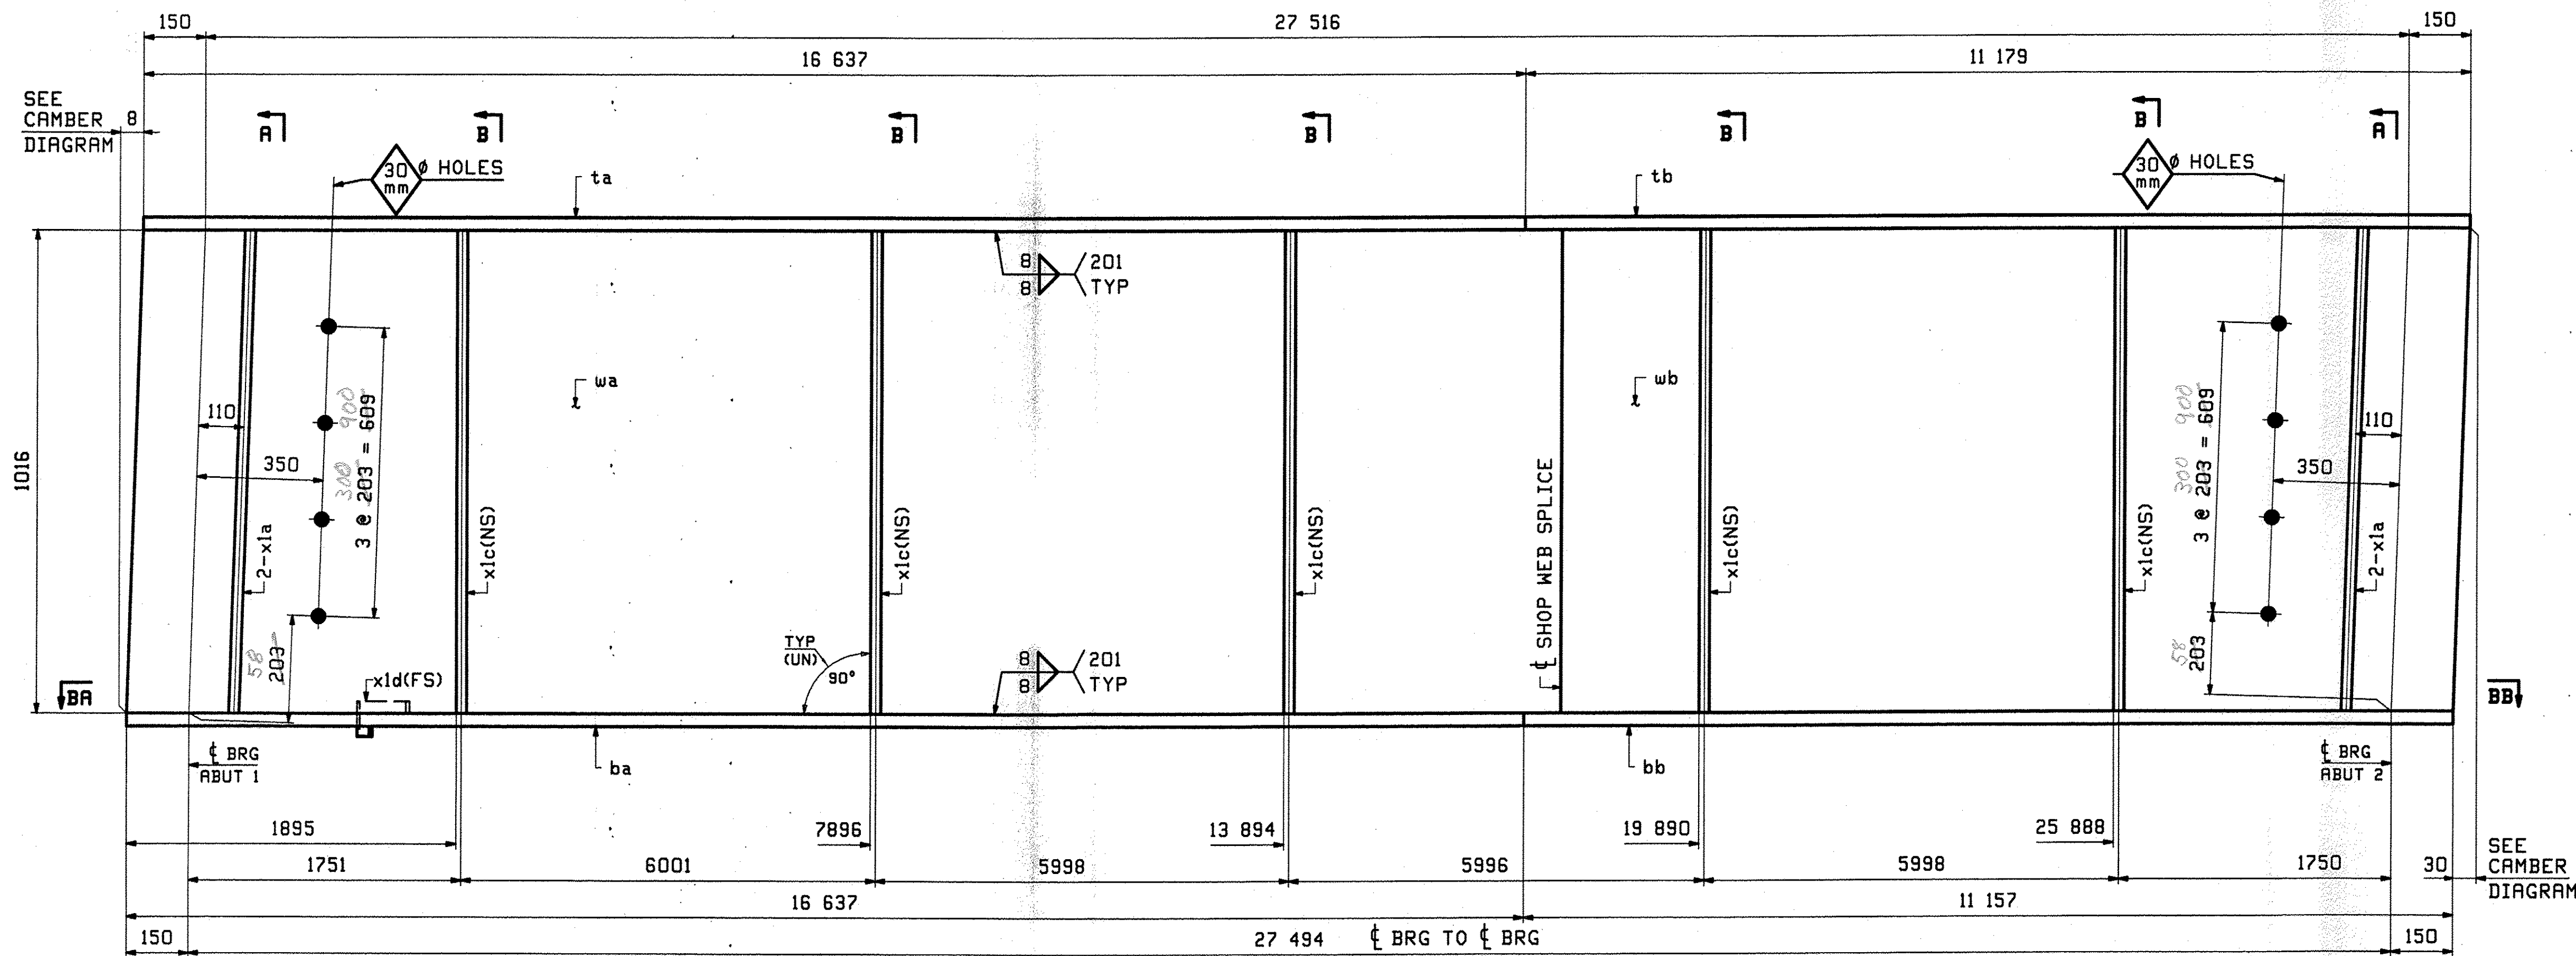 150 27 516 150
16 637 11 179
SEE
CAMBER 8
DIAGRAM
A B B B B B A
30
mm
Ø HOLES
30
mm
Ø HOLES
ta tb
8
8
201
TYP
wa wb
1016
110
350
900
300
3 @ 203 = 609
58
203
2-x1a
x1c(NS)
x1c(NS)
x1c(NS)
℄ SHOP WEB SPLICE
x1c(NS)
x1c(NS)
110
350
900
300
3 @ 203 = 609
58
203
2-x1a
x1d(FS)
TYP
(UN)
90°
8
8
201
TYP
BA BB
℄ BRG
ABUT 1
ba bb
℄ BRG
ABUT 2
1895 7896 13 894 19 890 25 888
1751 6001 5998 5996 5998 1750 30
SEE
CAMBER
DIAGRAM
16 637 11 157
150 27 494 ℄ BRG TO ℄ BRG 150